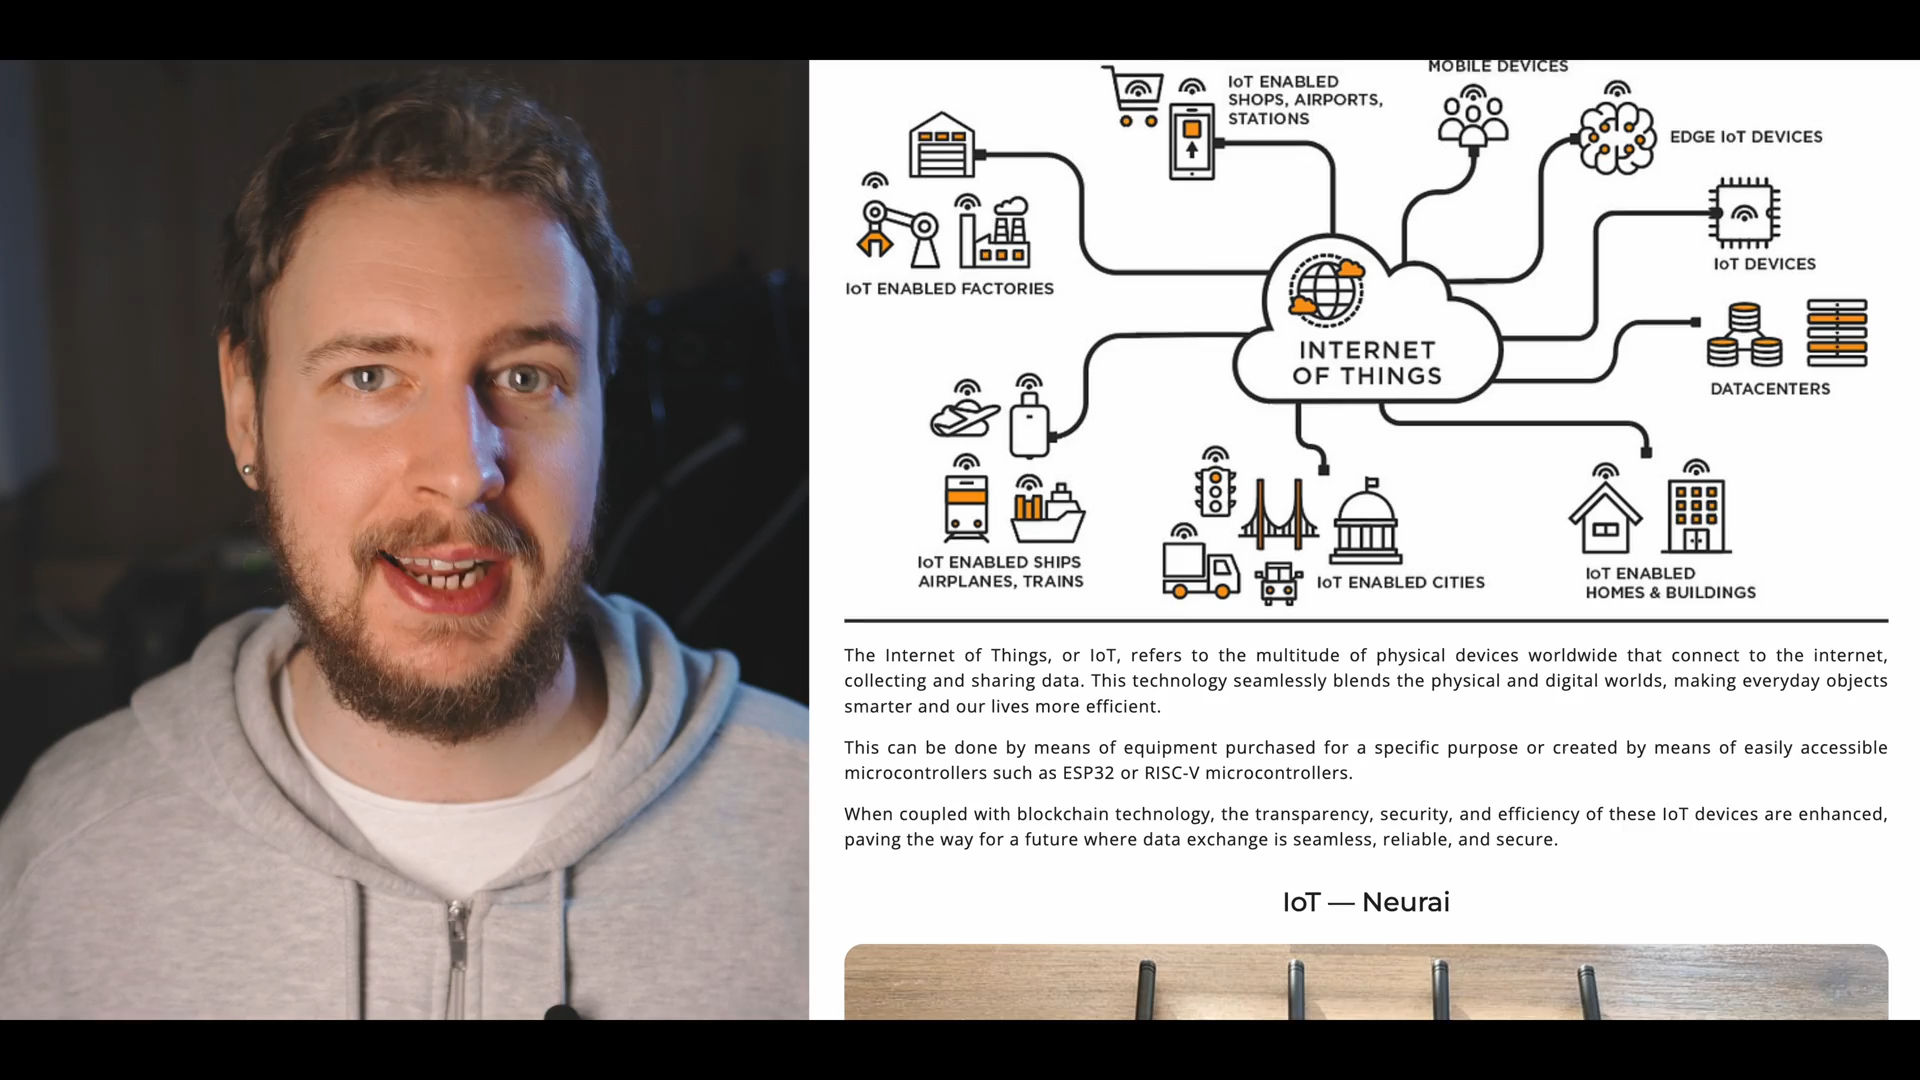 MOBILE DEVICES
IoT ENABLED
SHOPS, AIRPORTS,
STATIONS
EDGE IoT DEVICES
IoT DEVICES
IoT ENABLED FACTORIES
INTERNET
OF THINGS
DATACENTERS
IoT ENABLED SHIPS
AIRPLANES, TRAINS
IoT ENABLED CITIES
IoT ENABLED
HOMES & BUILDINGS
The Internet of Things, or IoT, refers to the multitude of physical devices worldwide that connect to the internet,
collecting and sharing data. This technology seamlessly blends the physical and digital worlds, making everyday objects
smarter and our lives more efficient.
This can be done by means of equipment purchased for a specific purpose or created by means of easily accessible
microcontrollers such as ESP32 or RISC-V microcontrollers.
When coupled with blockchain technology, the transparency, security, and efficiency of these IoT devices are enhanced,
paving the way for a future where data exchange is seamless, reliable, and secure.
IoT — Neurai